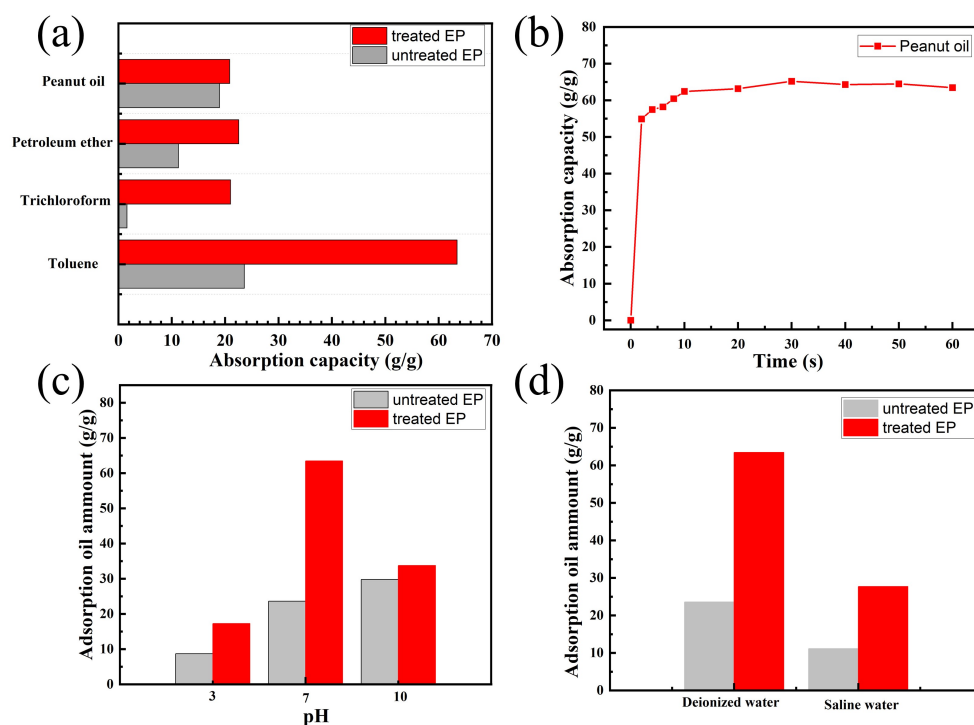 (a)
treated EP
untreated EP
Peanut oil
Petroleum ether
Trichloroform
Toluene
0 10 20 30 40 50 60 70
Absorption capacity (g/g)
(b)
Peanut oil
80
70
60
50
40
30
20
10
0
Absorption capacity (g/g)
0 10 20 30 40 50 60
Time (s)
(c)
untreated EP
treated EP
80
70
60
50
40
30
20
10
0
Adsorption oil ammount (g/g)
3 7 10
pH
(d)
untreated EP
treated EP
80
70
60
50
40
30
20
10
0
Adsorption oil amount (g/g)
Deionized water Saline water